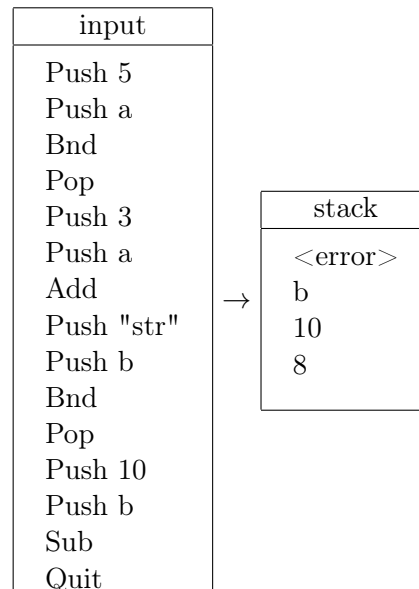 input
Push 5
Push a
Bnd
Pop
Push 3
Push a
Add
Push "str"
Push b
Bnd
Pop
Push 10
Push b
Sub
Quit
→
stack
<error>
b
10
8